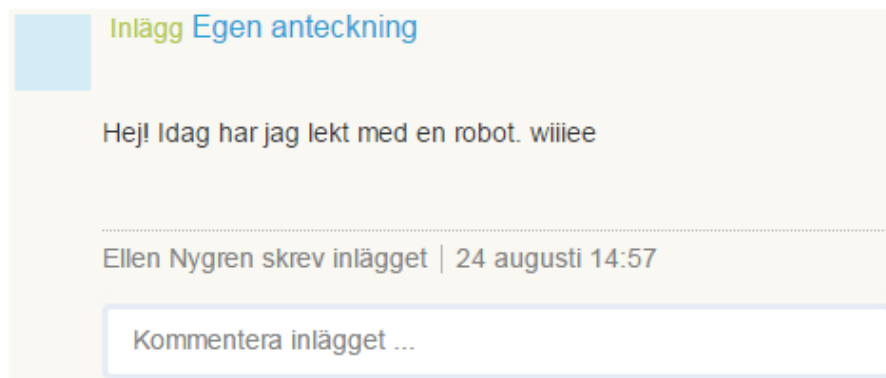 Inlägg Egen anteckning
Hej! Idag har jag lekt med en robot. wiiiee
Ellen Nygren skrev inlägget | 24 augusti 14:57
Kommentera inlägget ...